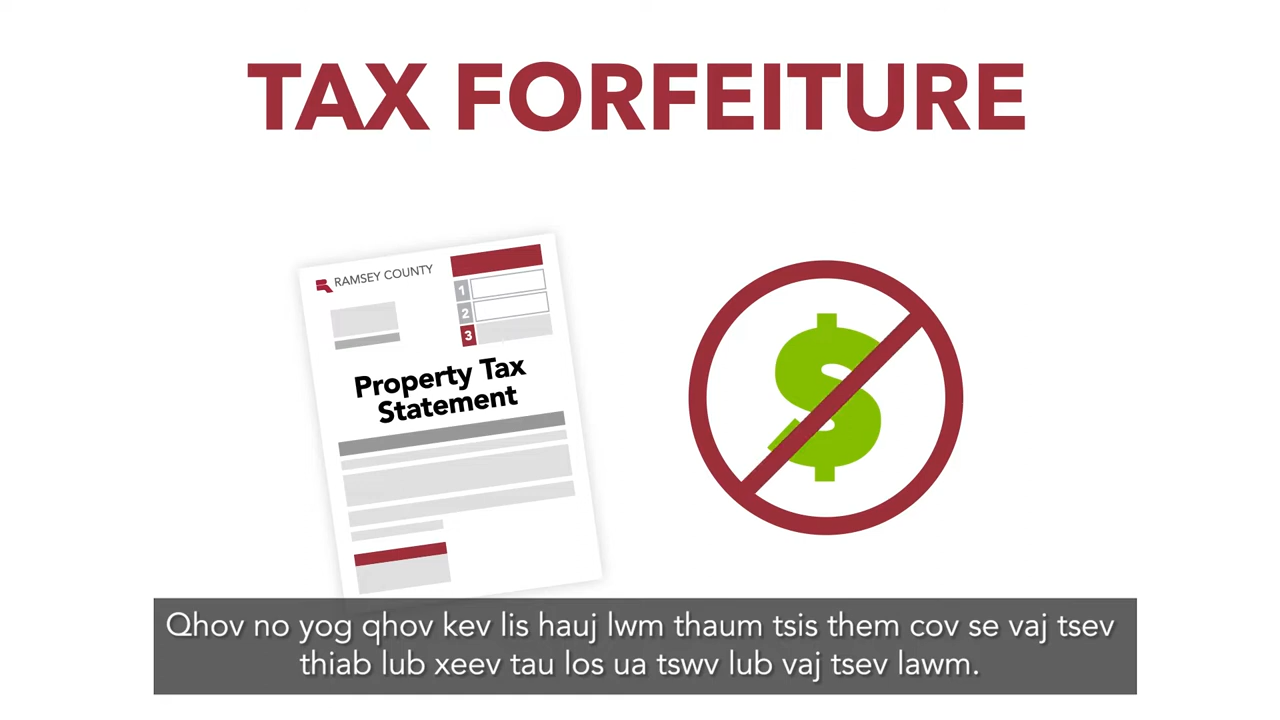 TAX FORFEITURE
RAMSEY COUNTY
1
2
3
Property Tax
Statement
Qhov no yog qhov kev lis hauj lwm thaum tsis them cov se vaj tsev
thiab lub xeev tau los ua tswv lub vaj tsev lawm.